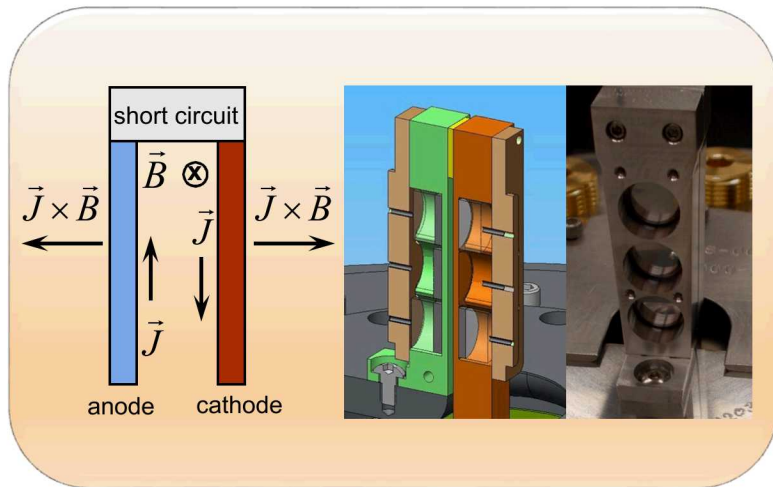 short circuit
B⃗ ⊗
J⃗ × B⃗
J⃗
J⃗ × B⃗
J⃗
anode
cathode